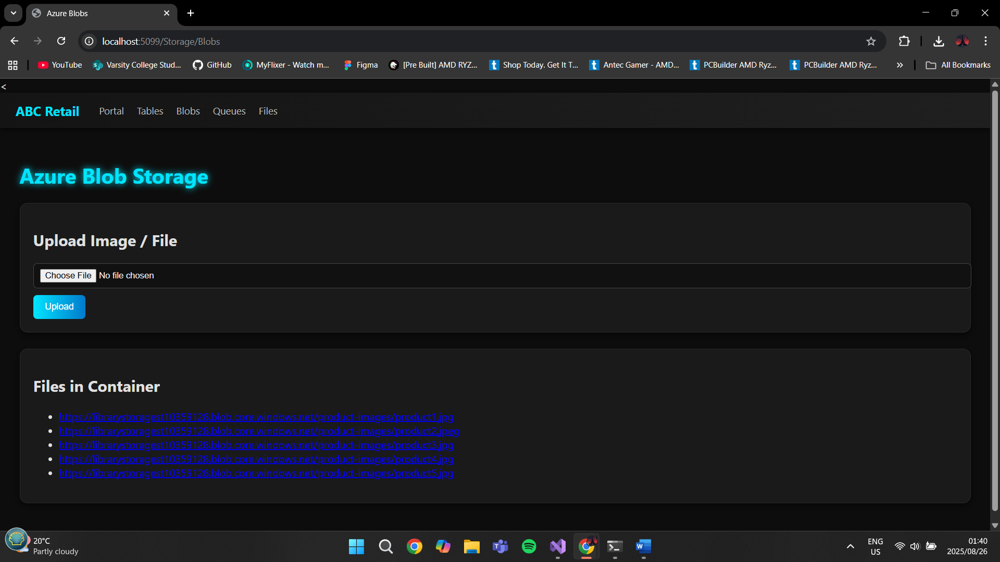 Azure Blobs
localhost:5099/Storage/Blobs
YouTube
Varsity College Stud...
GitHub
MyFlixer - Watch m...
Figma
[Pre Built] AMD RYZ...
Shop Today. Get It T...
Antec Gamer - AMD...
PCBuilder AMD Ryz...
PCBuilder AMD Ryz...
All Bookmarks
<
ABC Retail
Portal
Tables
Blobs
Queues
Files
Azure Blob Storage
Upload Image / File
Choose File No file chosen
Upload
Files in Container
https://librarystoragest10359128.blob.core.windows.net/product-images/product1.jpg
https://librarystoragest10359128.blob.core.windows.net/product-images/product2.jpeg
https://librarystoragest10359128.blob.core.windows.net/product-images/product3.jpg
https://librarystoragest10359128.blob.core.windows.net/product-images/product4.jpg
https://librarystoragest10359128.blob.core.windows.net/product-images/product5.jpg
20°C
Partly cloudy
ENG
US
01:40
2025/08/26